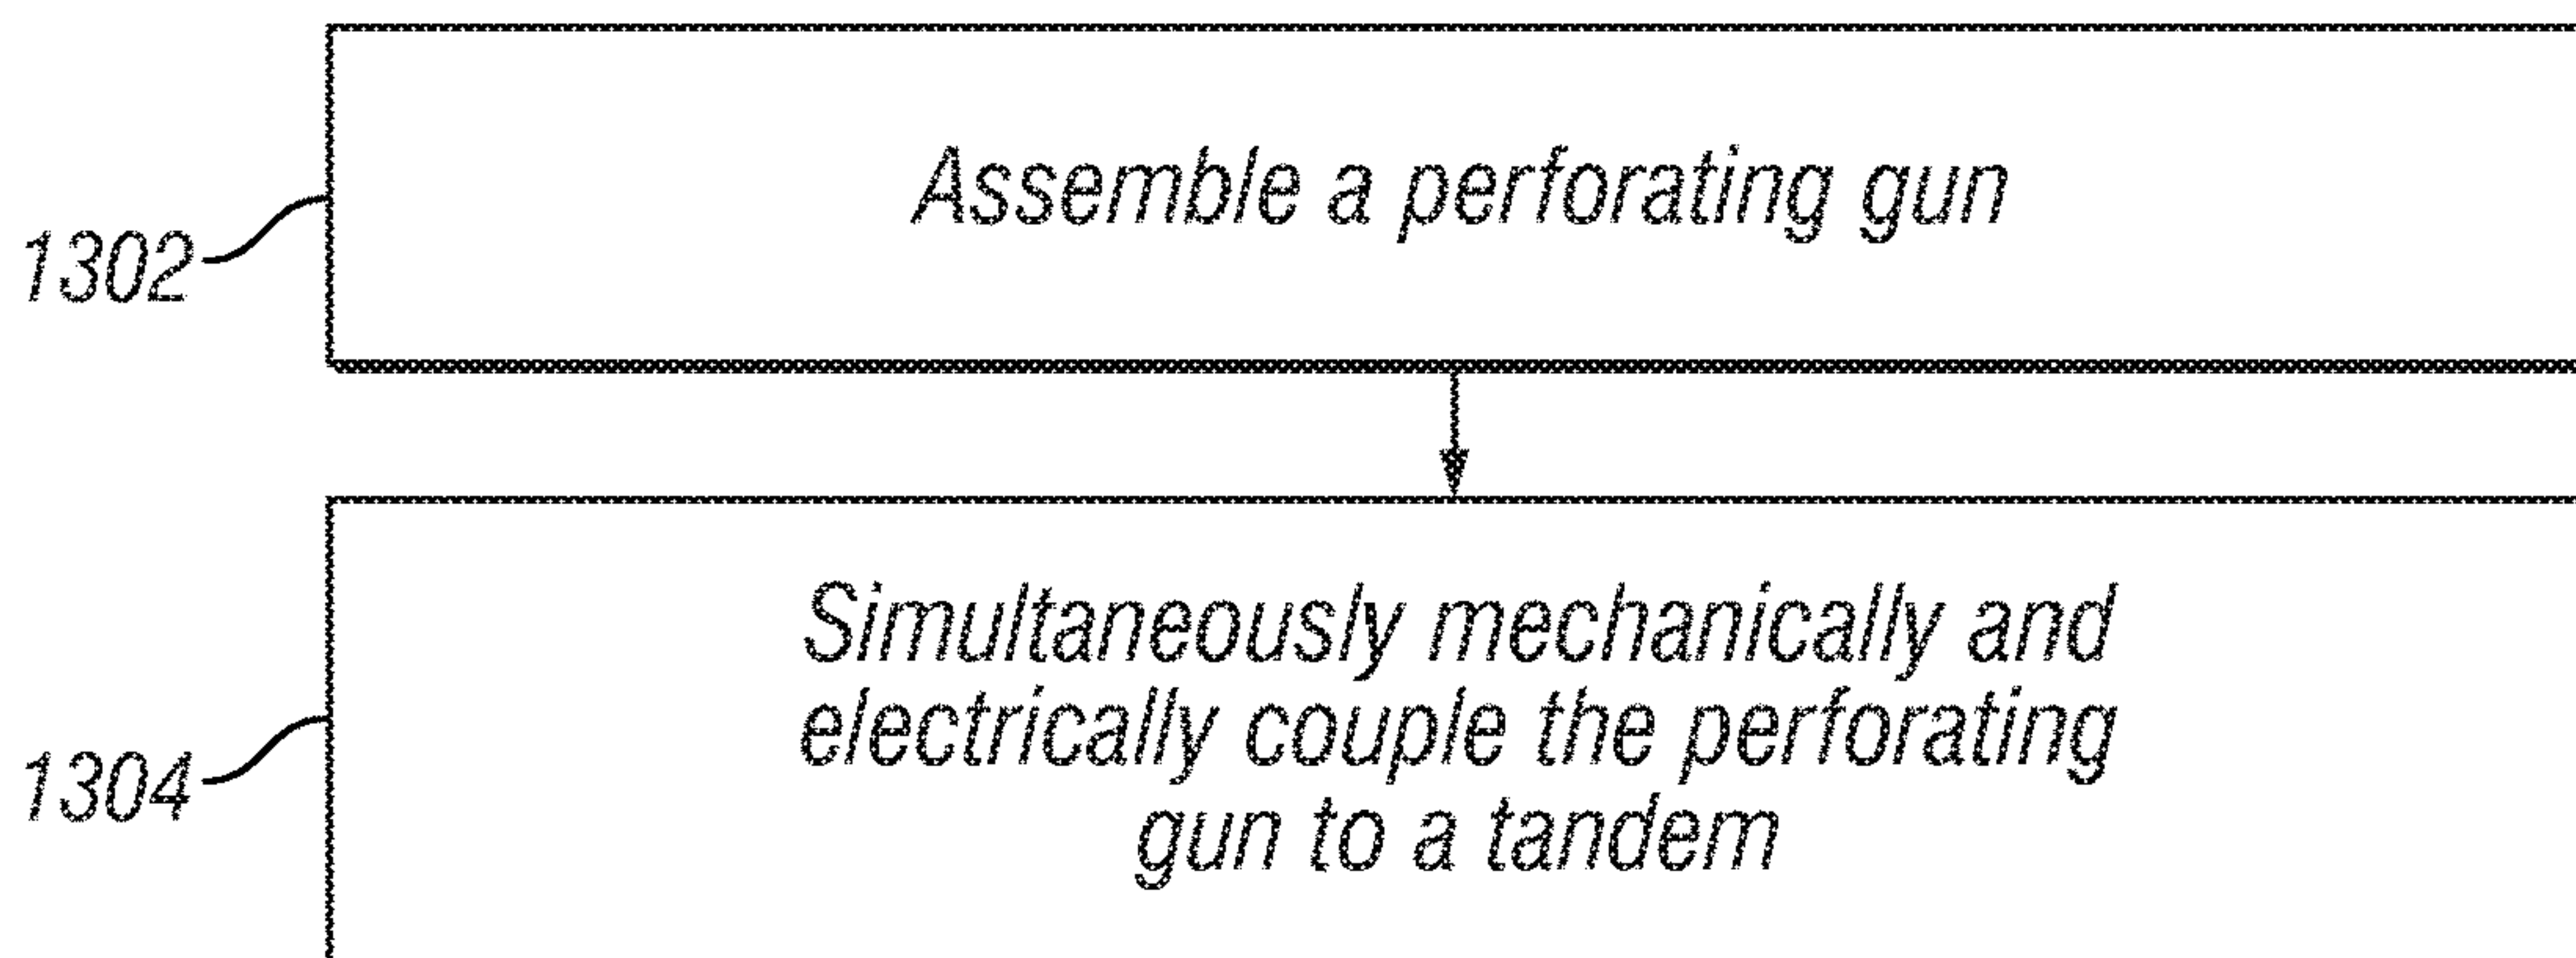 Assemble a perforating gun
1302
Simultaneously mechanically and
electrically couple the perforating
gun to a tandem
1304